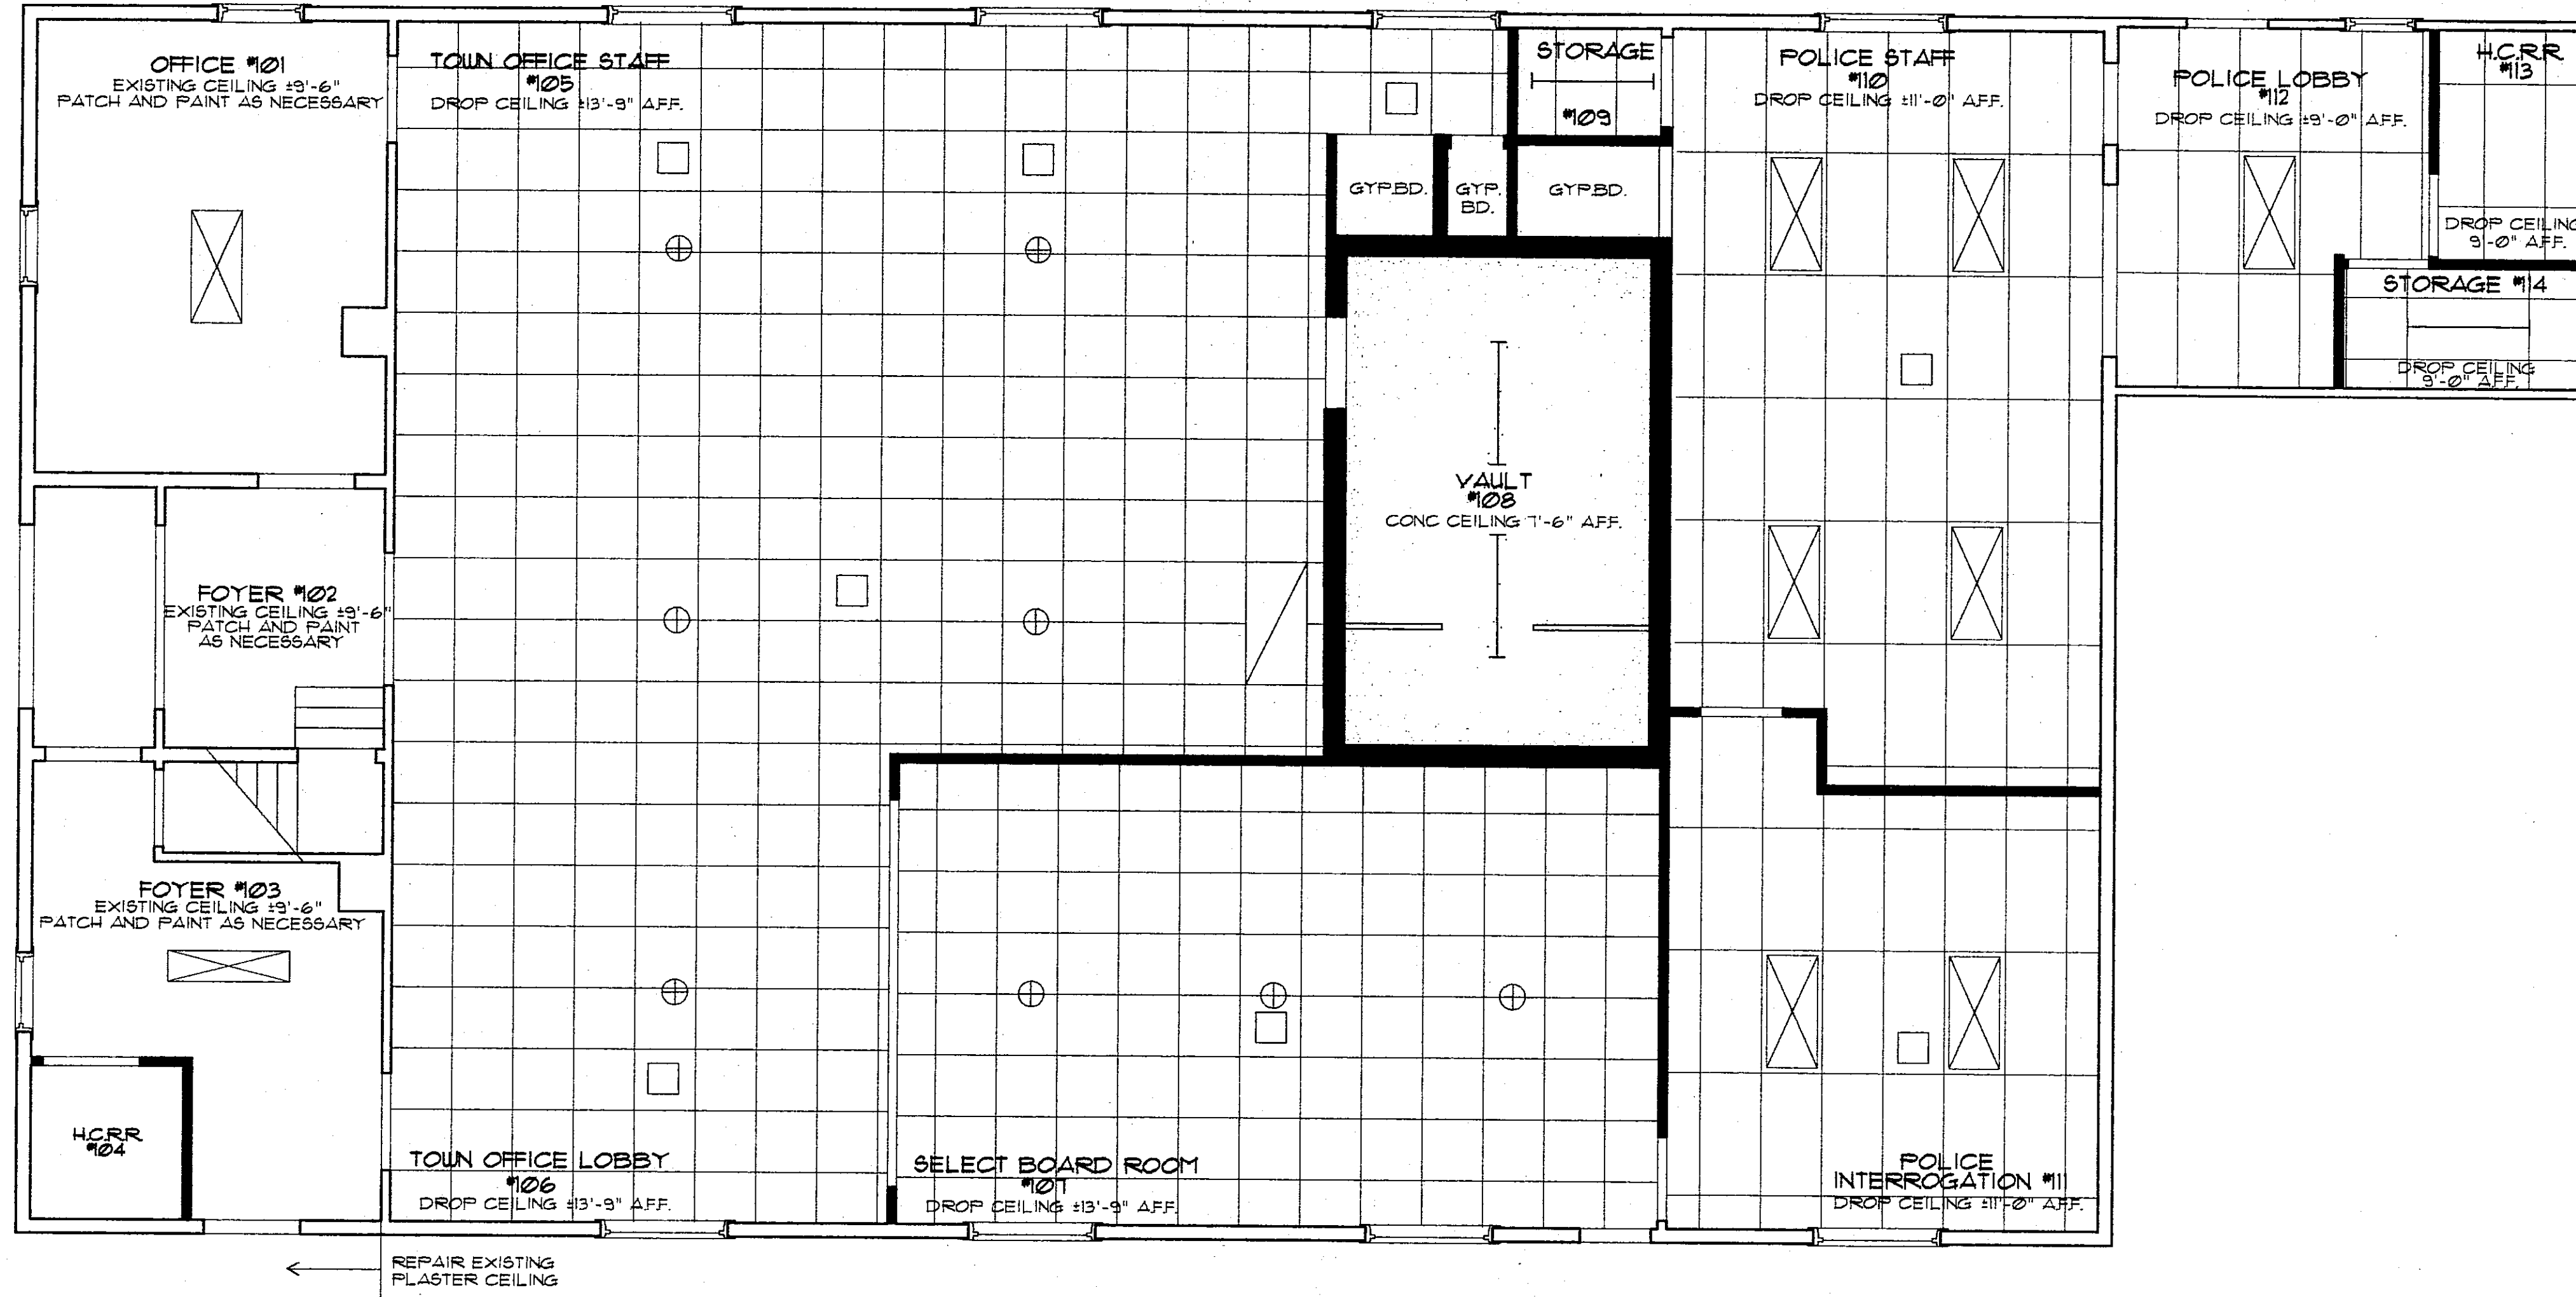 OFFICE #101
EXISTING CEILING ±9'-6"
PATCH AND PAINT AS NECESSARY
TOWN OFFICE STAFF
#105
DROP CEILING ±13'-9" A.F.F.
STORAGE
#109
POLICE STAFF
#110
DROP CEILING ±11'-0" A.F.F.
POLICE LOBBY
#112
DROP CEILING ±9'-0" A.F.F.
H.C.R.R
#113
DROP CEILING
9'-0" A.F.F.
GYP.BD.
GYP.
BD.
GYP.BD.
STORAGE #114
DROP CEILING
9'-0" A.F.F.
VAULT
#108
CONC CEILING 7'-6" A.F.F.
FOYER #102
EXISTING CEILING ±9'-6"
PATCH AND PAINT
AS NECESSARY
FOYER #103
EXISTING CEILING ±9'-6"
PATCH AND PAINT AS NECESSARY
H.C.R.R
#104
TOWN OFFICE LOBBY
#106
DROP CEILING ±13'-9" A.F.F.
SELECT BOARD ROOM
#107
DROP CEILING ±13'-9" A.F.F.
POLICE
INTERROGATION #111
DROP CEILING ±11'-0" A.F.F.
REPAIR EXISTING
PLASTER CEILING